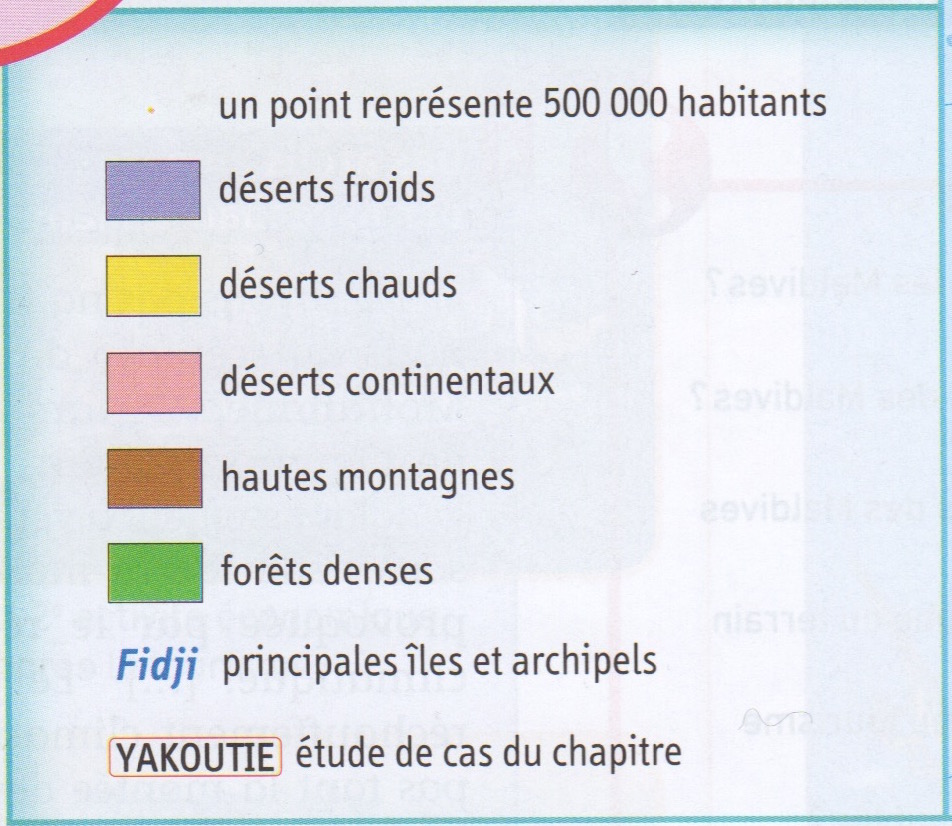 un point représente 500 000 habitants
déserts froids
déserts chauds
déserts continentaux
hautes montagnes
forêts denses
Fidji principales îles et archipels
YAKOUTIE étude de cas du chapitre